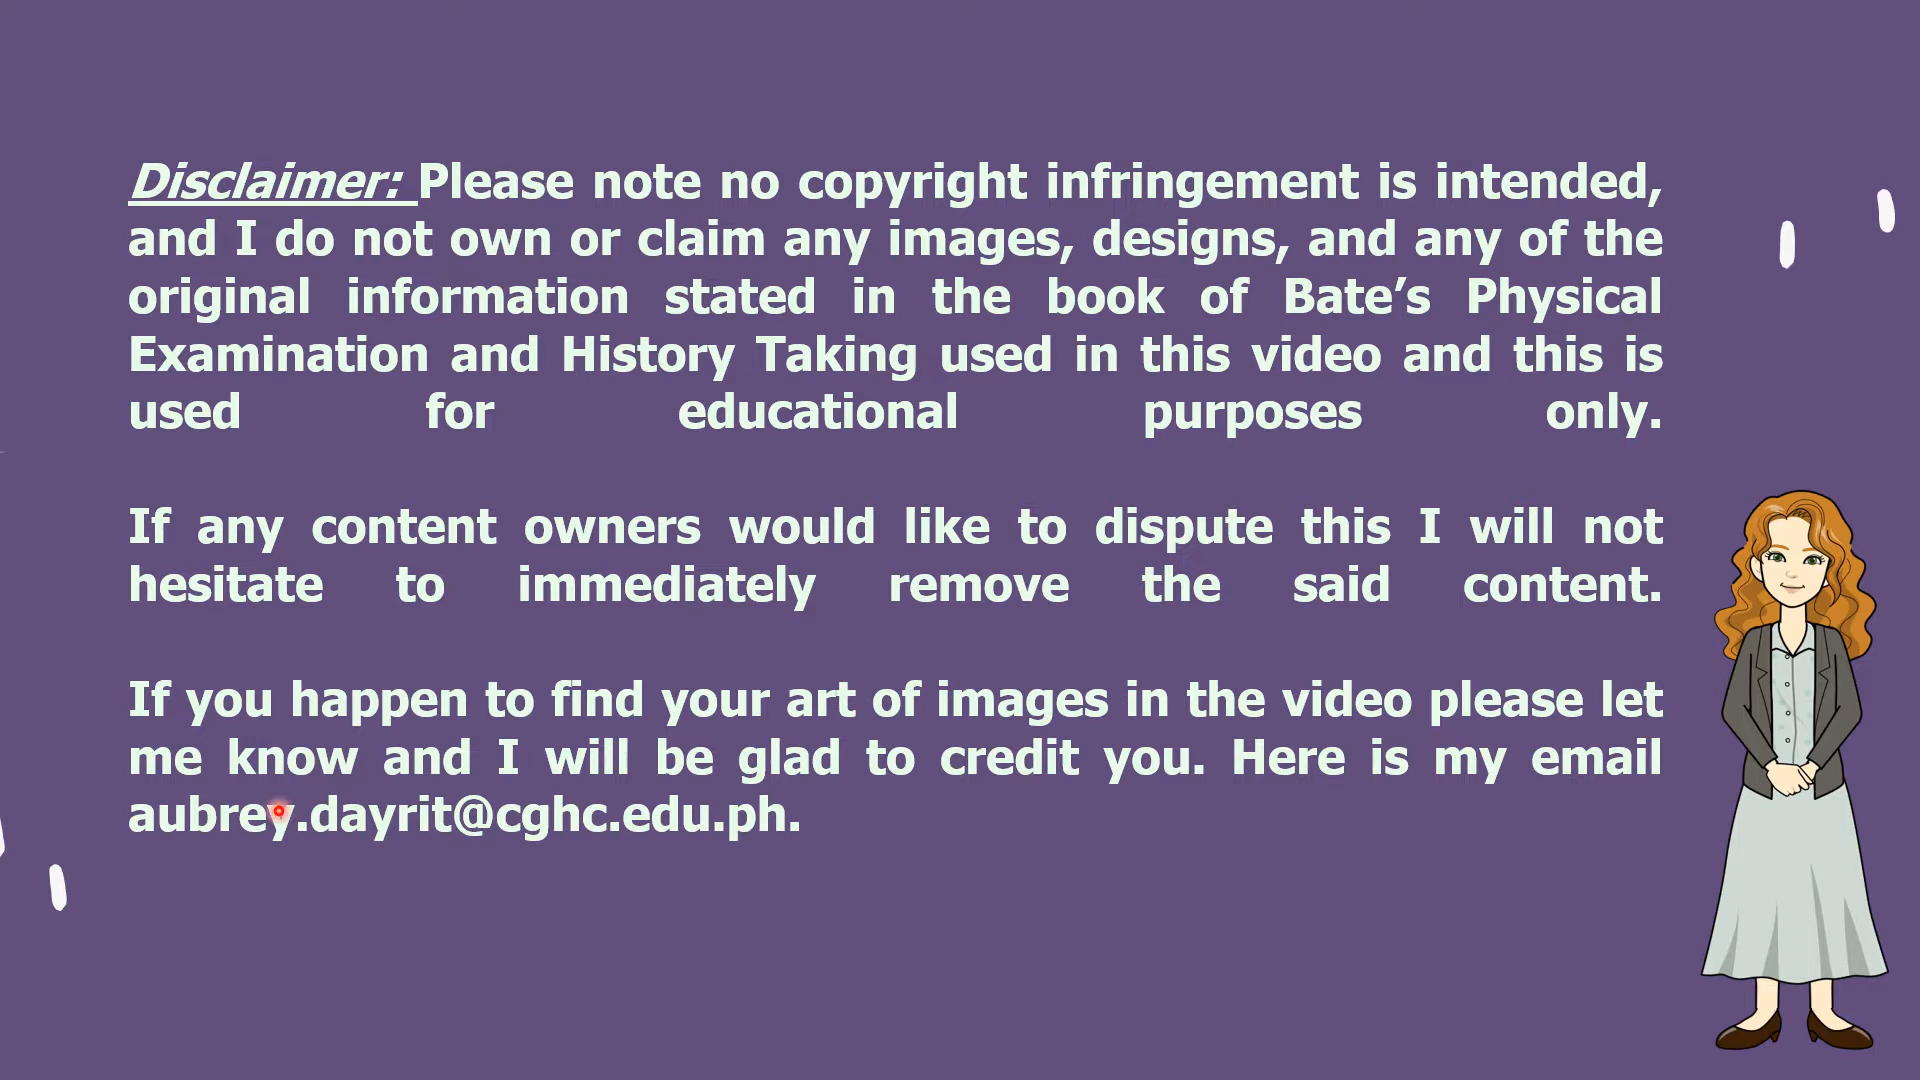 Disclaimer: Please note no copyright infringement is intended,
and I do not own or claim any images, designs, and any of the
original information stated in the book of Bate’s Physical
Examination and History Taking used in this video and this is
used for educational purposes only.
If any content owners would like to dispute this I will not
hesitate to immediately remove the said content.
If you happen to find your art of images in the video please let
me know and I will be glad to credit you. Here is my email
aubrey.dayrit@cghc.edu.ph.